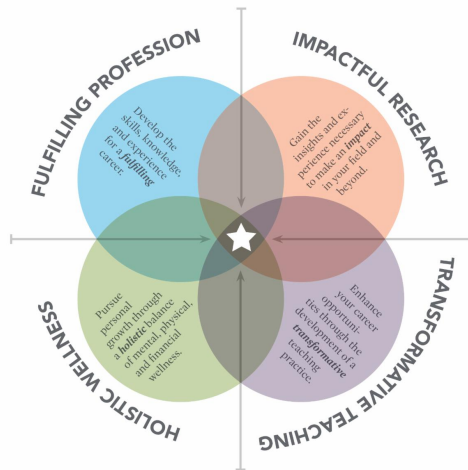 FULFILLING PROFESSION
Develop the
skills, knowledge,
and experience
for a fulfilling
career.
IMPACTFUL RESEARCH
Gain the
insights and ex-
perience necessary
to make an impact
in your field and
beyond.
HOLISTIC WELLNESS
Pursue
personal
growth through
a holistic balance
of mental, physical,
and financial
wellness.
TRANSFORMATIVE TEACHING
Enhance
your career
opportuni-
ties through the
development of a
transformative
teaching
practice.